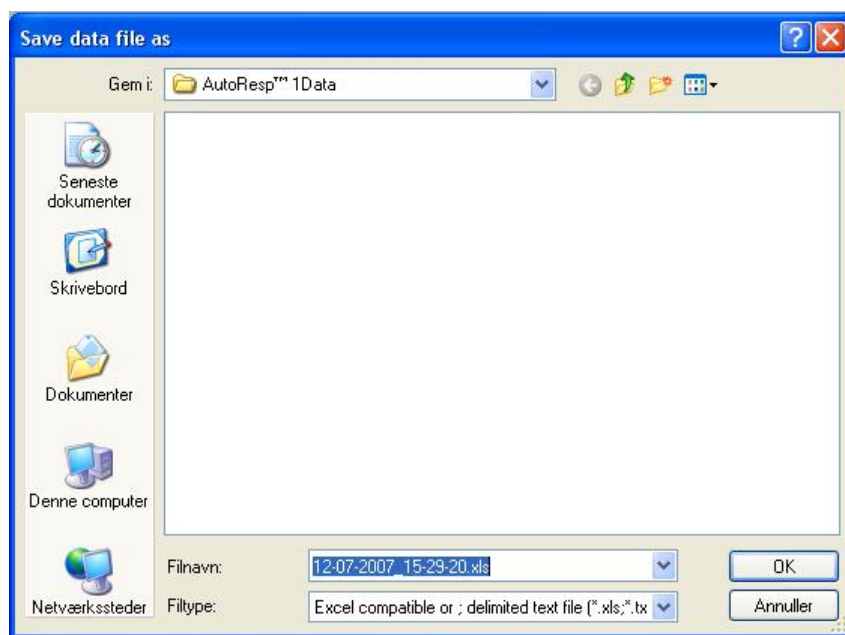 Save data file as
Gem i:
AutoResp™ 1Data
Seneste
dokumenter
Skrivebord
Dokumenter
Denne computer
Netværkssteder
Filnavn:
12-07-2007_15-29-20.xls
OK
Filtype:
Excel compatible or ; delimited text file (*.xls;*.tx
Annuller